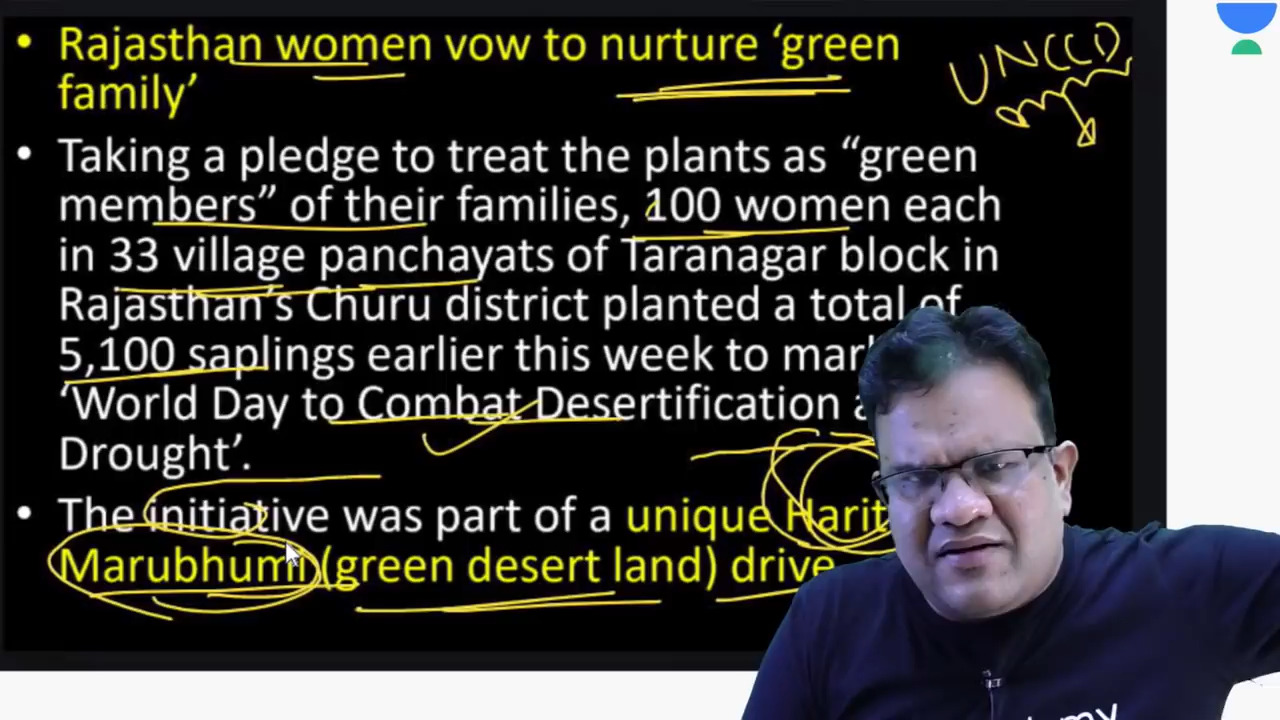 • Rajasthan women vow to nurture ‘green
family’
UNCCD
• Taking a pledge to treat the plants as “green
members” of their families, 100 women each
in 33 village panchayats of Taranagar block in
Rajasthan’s Churu district planted a total of
5,100 saplings earlier this week to mar
‘World Day to Combat Desertification a
Drought’.
• The initiative was part of a unique Harit
Marubhumi (green desert land) drive